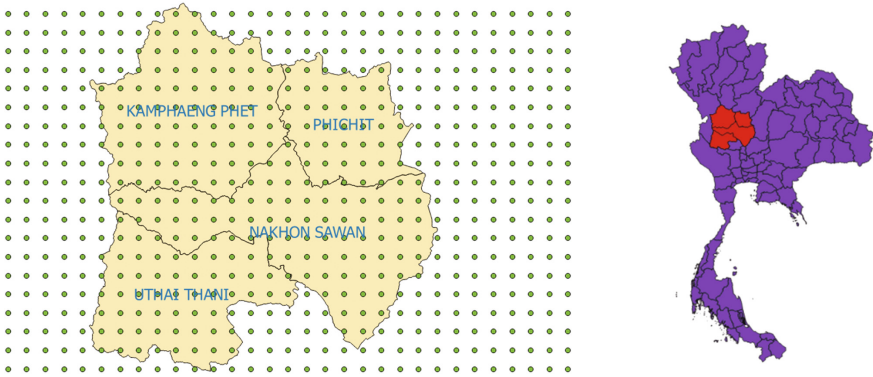 KAMPHAENG PHET
PHICHIT
NAKHON SAWAN
UTHAI THANI